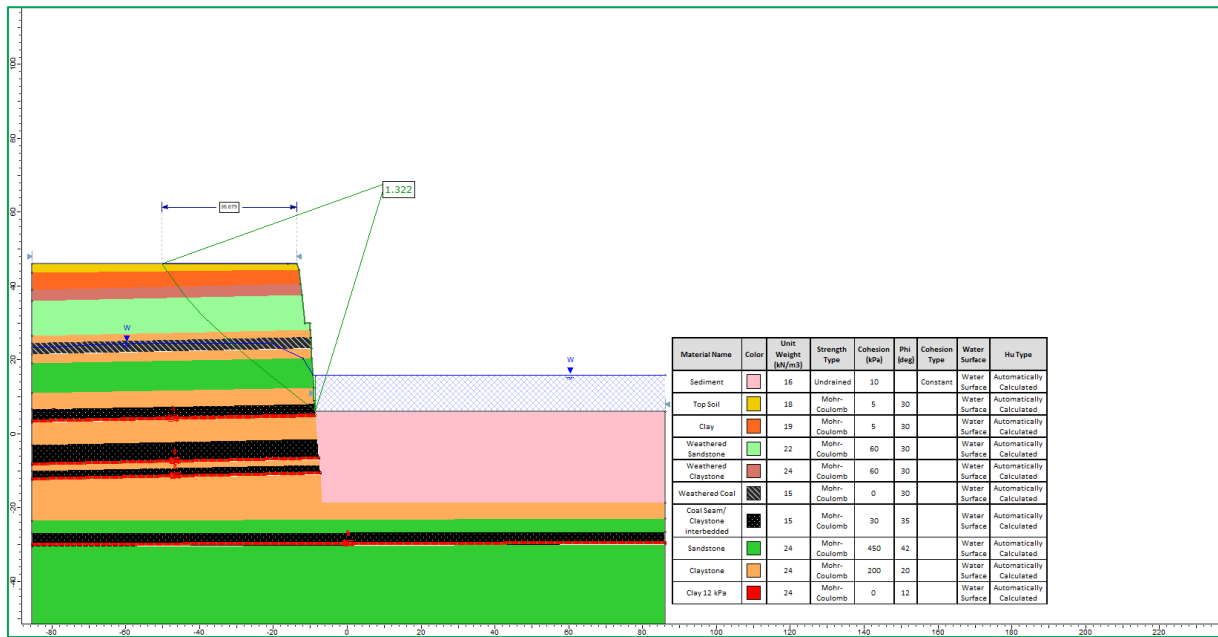 100
80
60
40
20
0
-20
-40
1.322
36.679
W
W
Material Name Color Unit Weight (kN/m3) Strength Type Cohesion (kPa) Phi (deg) Cohesion Type Water Surface Hu Type
Sediment 16 Undrained 10 Constant Water Surface Automatically Calculated
Top Soil 18 Mohr-Coulomb 5 30 Water Surface Automatically Calculated
Clay 19 Mohr-Coulomb 5 30 Water Surface Automatically Calculated
Weathered Sandstone 22 Mohr-Coulomb 60 30 Water Surface Automatically Calculated
Weathered Claystone 24 Mohr-Coulomb 60 30 Water Surface Automatically Calculated
Weathered Coal 15 Mohr-Coulomb 0 30 Water Surface Automatically Calculated
Coal Seam/ Claystone interbedded 15 Mohr-Coulomb 30 35 Water Surface Automatically Calculated
Sandstone 24 Mohr-Coulomb 450 42 Water Surface Automatically Calculated
Claystone 24 Mohr-Coulomb 200 20 Water Surface Automatically Calculated
Clay 12 kPa 24 Mohr-Coulomb 0 12 Water Surface Automatically Calculated
-80 -60 -40 -20 0 20 40 60 80 100 120 140 160 180 200 220